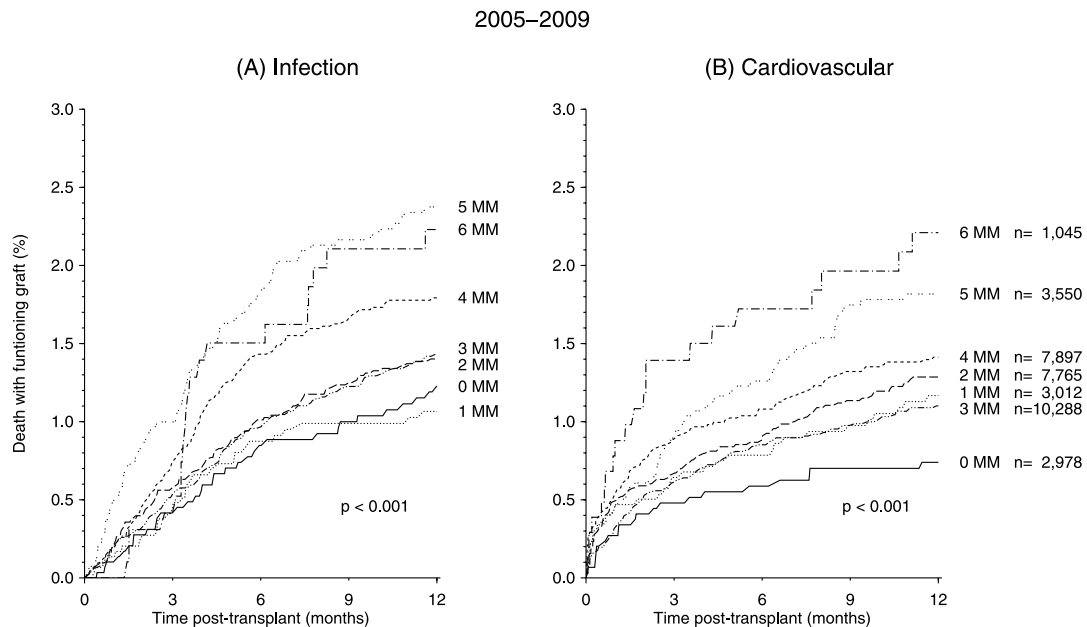 2005–2009
(A) Infection
Death with funtioning graft (%)
3.0
2.5
2.0
1.5
1.0
0.5
0.0
0
3
6
9
12
Time post-transplant (months)
5 MM
6 MM
4 MM
3 MM
2 MM
0 MM
1 MM
p < 0.001
(B) Cardiovascular
3.0
2.5
2.0
1.5
1.0
0.5
0.0
0
3
6
9
12
Time post-transplant (months)
6 MM n= 1,045
5 MM n= 3,550
4 MM n= 7,897
2 MM n= 7,765
1 MM n= 3,012
3 MM n=10,288
0 MM n= 2,978
p < 0.001